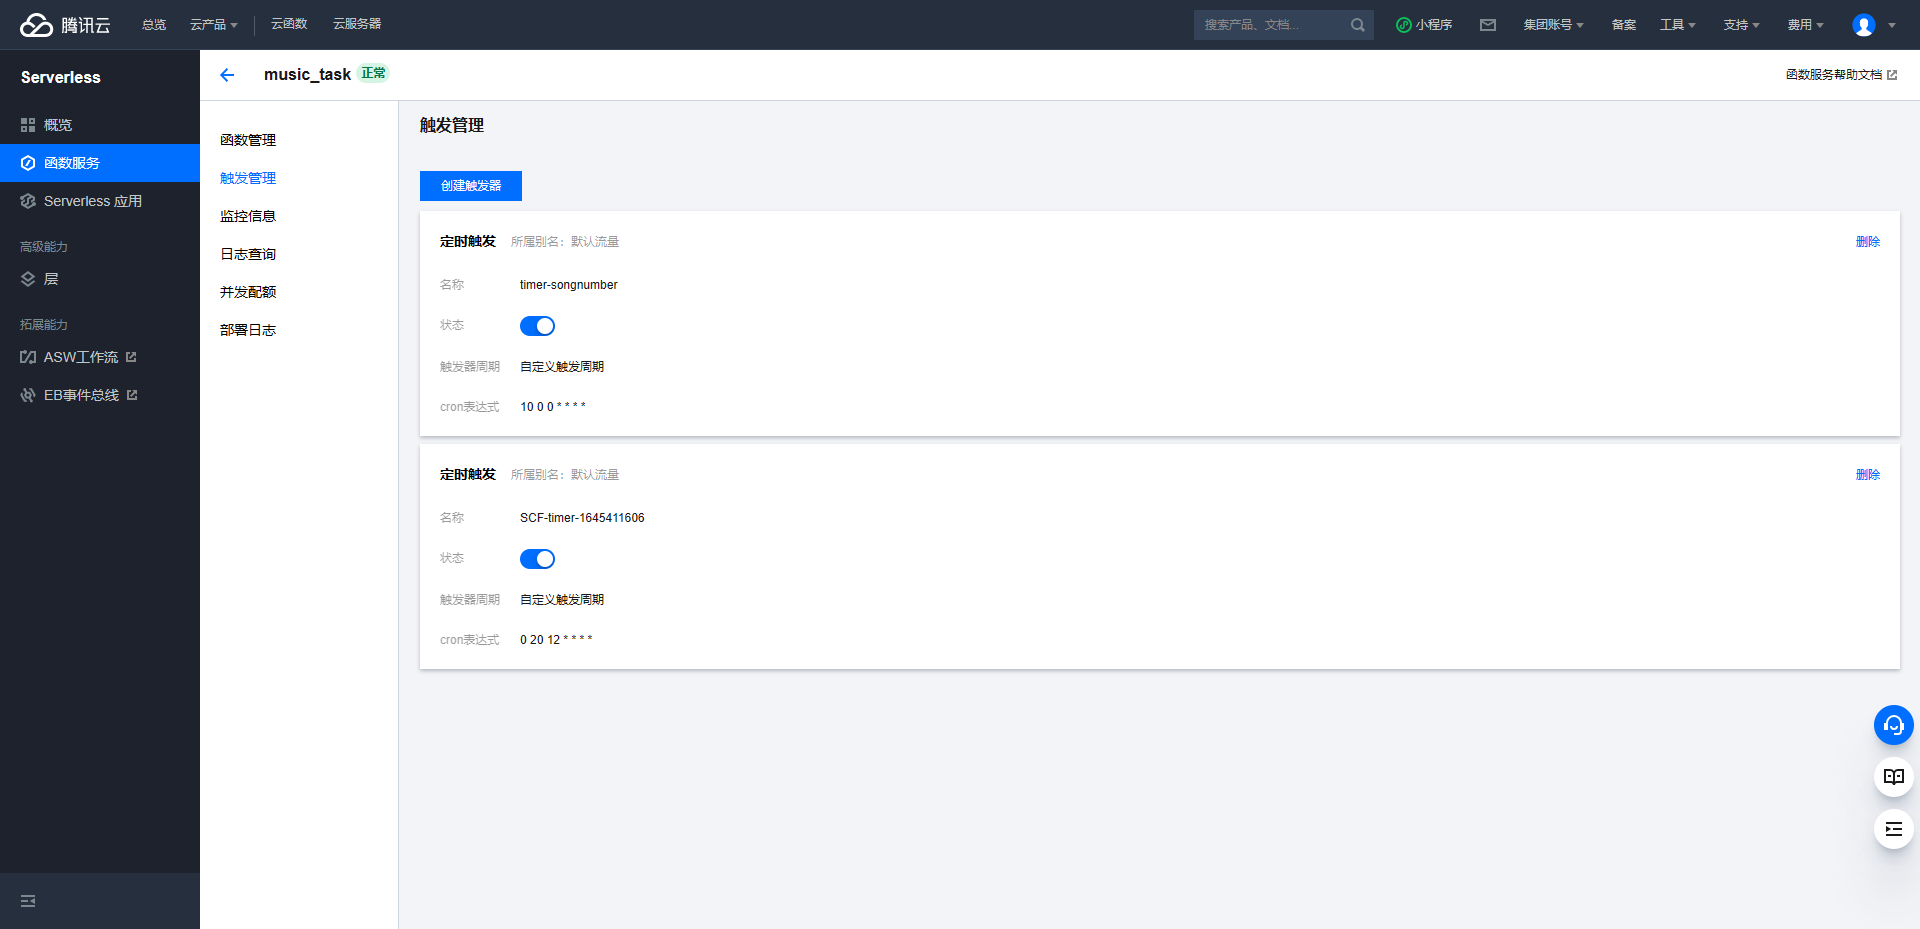 腾讯云 总览 云产品 云函数 云服务器 搜索产品、文档... 小程序 集团账号 备案 工具 支持 费用
Serverless
概览
函数服务
Serverless 应用
高级能力
层
拓展能力
ASW工作流
EB事件总线
music_task 正常 函数服务帮助文档
函数管理
触发管理
监控信息
日志查询
并发配额
部署日志
触发管理
创建触发器
定时触发 所属别名：默认流量 删除
名称 timer-songnumber
状态
触发器周期 自定义触发周期
cron表达式 10 0 0 * * * *
定时触发 所属别名：默认流量 删除
名称 SCF-timer-1645411606
状态
触发器周期 自定义触发周期
cron表达式 0 20 12 * * * *